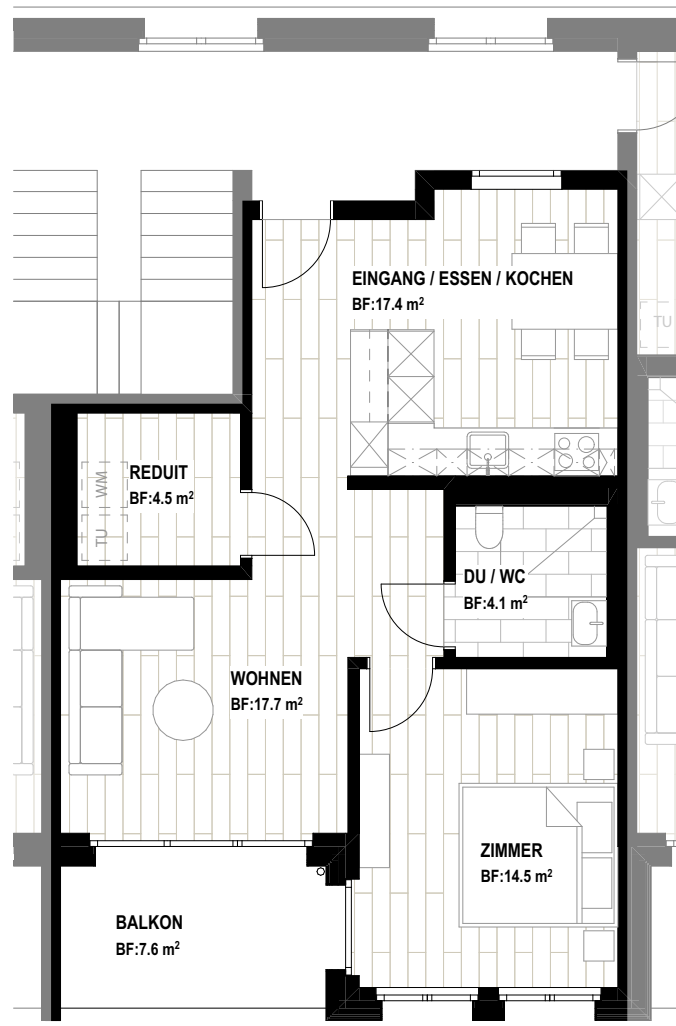 EINGANG / ESSEN / KOCHEN
BF:17.4 m²
TU
REDUIT
BF:4.5 m²
WM
TU
DU / WC
BF:4.1 m²
WOHNEN
BF:17.7 m²
ZIMMER
BF:14.5 m²
BALKON
BF:7.6 m²